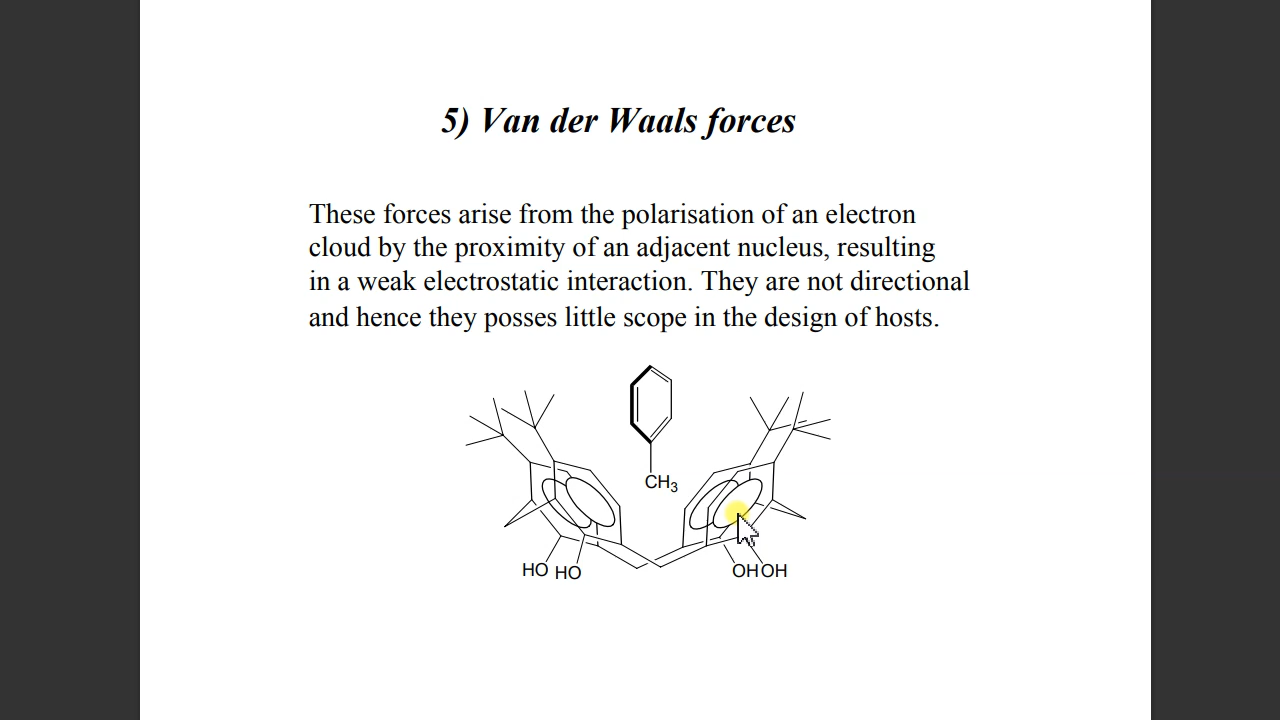 5) Van der Waals forces
These forces arise from the polarisation of an electron
cloud by the proximity of an adjacent nucleus, resulting
in a weak electrostatic interaction. They are not directional
and hence they posses little scope in the design of hosts.
CH3
HO HO OHOH